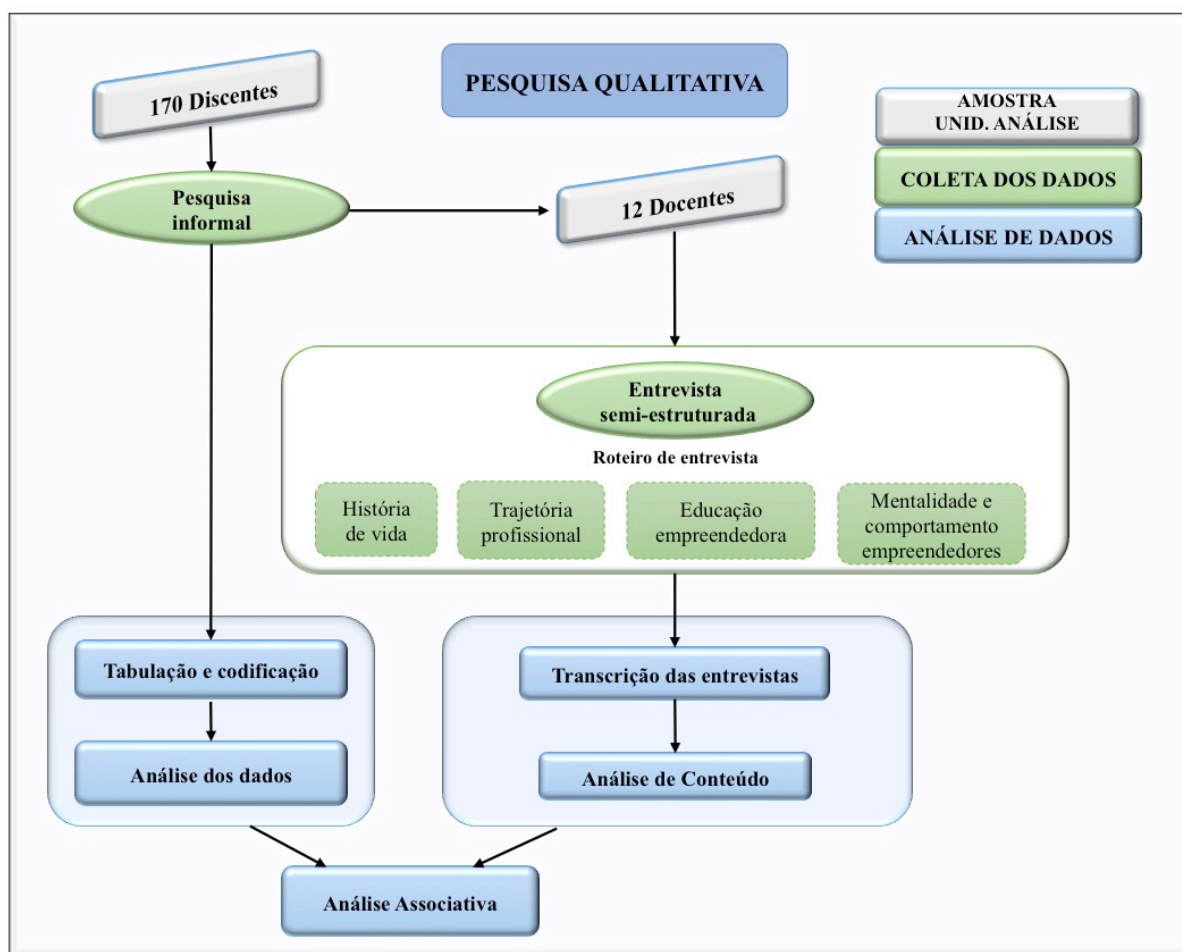 170 Discentes
PESQUISA QUALITATIVA
AMOSTRA
UNID. ANÁLISE
COLETA DOS DADOS
ANÁLISE DE DADOS
Pesquisa
informal
12 Docentes
Entrevista
semi-estruturada
Roteiro de entrevista
História
de vida
Trajetória
profissional
Educação
empreendedora
Mentalidade e
comportamento
empreendedores
Tabulação e codificação
Análise dos dados
Transcrição das entrevistas
Análise de Conteúdo
Análise Associativa